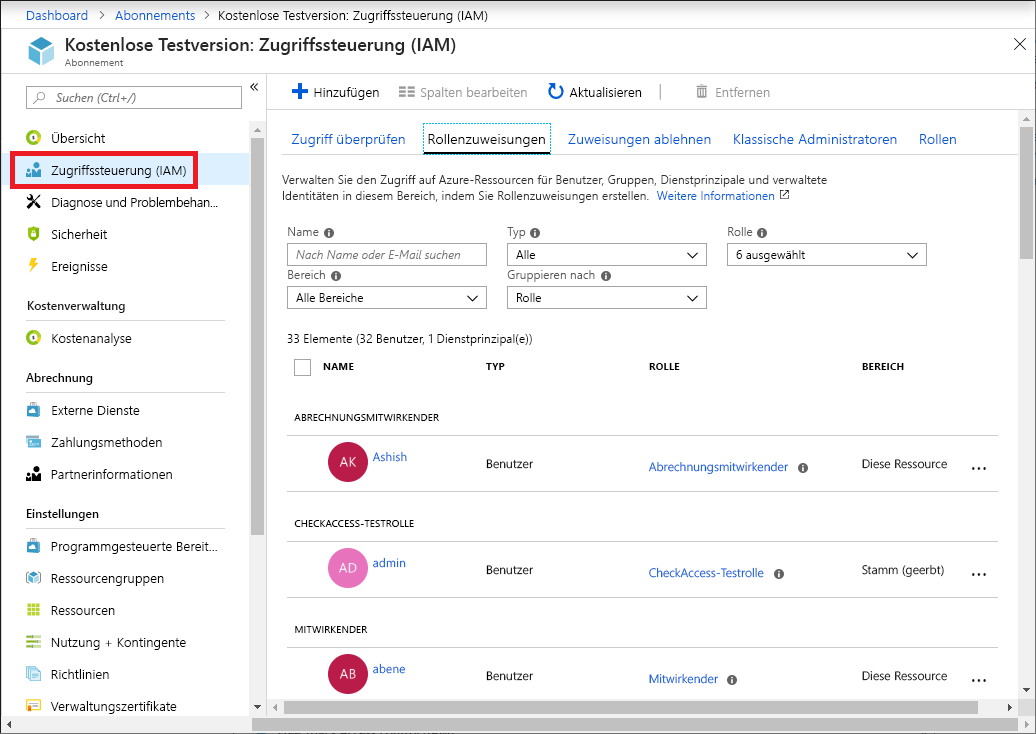 Dashboard > Abonnements > Kostenlose Testversion: Zugriffssteuerung (IAM)
Kostenlose Testversion: Zugriffssteuerung (IAM)
Abonnement
Suchen (Ctrl+/)
Übersicht
Zugriffssteuerung (IAM)
Diagnose und Problembehan...
Sicherheit
Ereignisse
Kostenverwaltung
Kostenanalyse
Abrechnung
Externe Dienste
Zahlungsmethoden
Partnerinformationen
Einstellungen
Programmgesteuerte Bereit...
Ressourcengruppen
Ressourcen
Nutzung + Kontingente
Richtlinien
Verwaltungszertifikate
Hinzufügen Spalten bearbeiten Aktualisieren Entfernen
Zugriff überprüfen Rollenzuweisungen Zuweisungen ablehnen Klassische Administratoren Rollen
Verwalten Sie den Zugriff auf Azure-Ressourcen für Benutzer, Gruppen, Dienstprinzipale und verwaltete
Identitäten in diesem Bereich, indem Sie Rollenzuweisungen erstellen. Weitere Informationen
Name Typ Rolle
Nach Name oder E-Mail suchen Alle 6 ausgewählt
Bereich Gruppieren nach
Alle Bereiche Rolle
33 Elemente (32 Benutzer, 1 Dienstprinzipal(e))
NAME TYP ROLLE BEREICH
ABRECHNUNGSMITWIRKENDER
AK Ashish Benutzer Abrechnungsmitwirkender Diese Ressource ...
CHECKACCESS-TESTROLLE
AD admin Benutzer CheckAccess-Testrolle Stamm (geerbt) ...
MITWIRKENDER
AB abene Benutzer Mitwirkender Diese Ressource ...